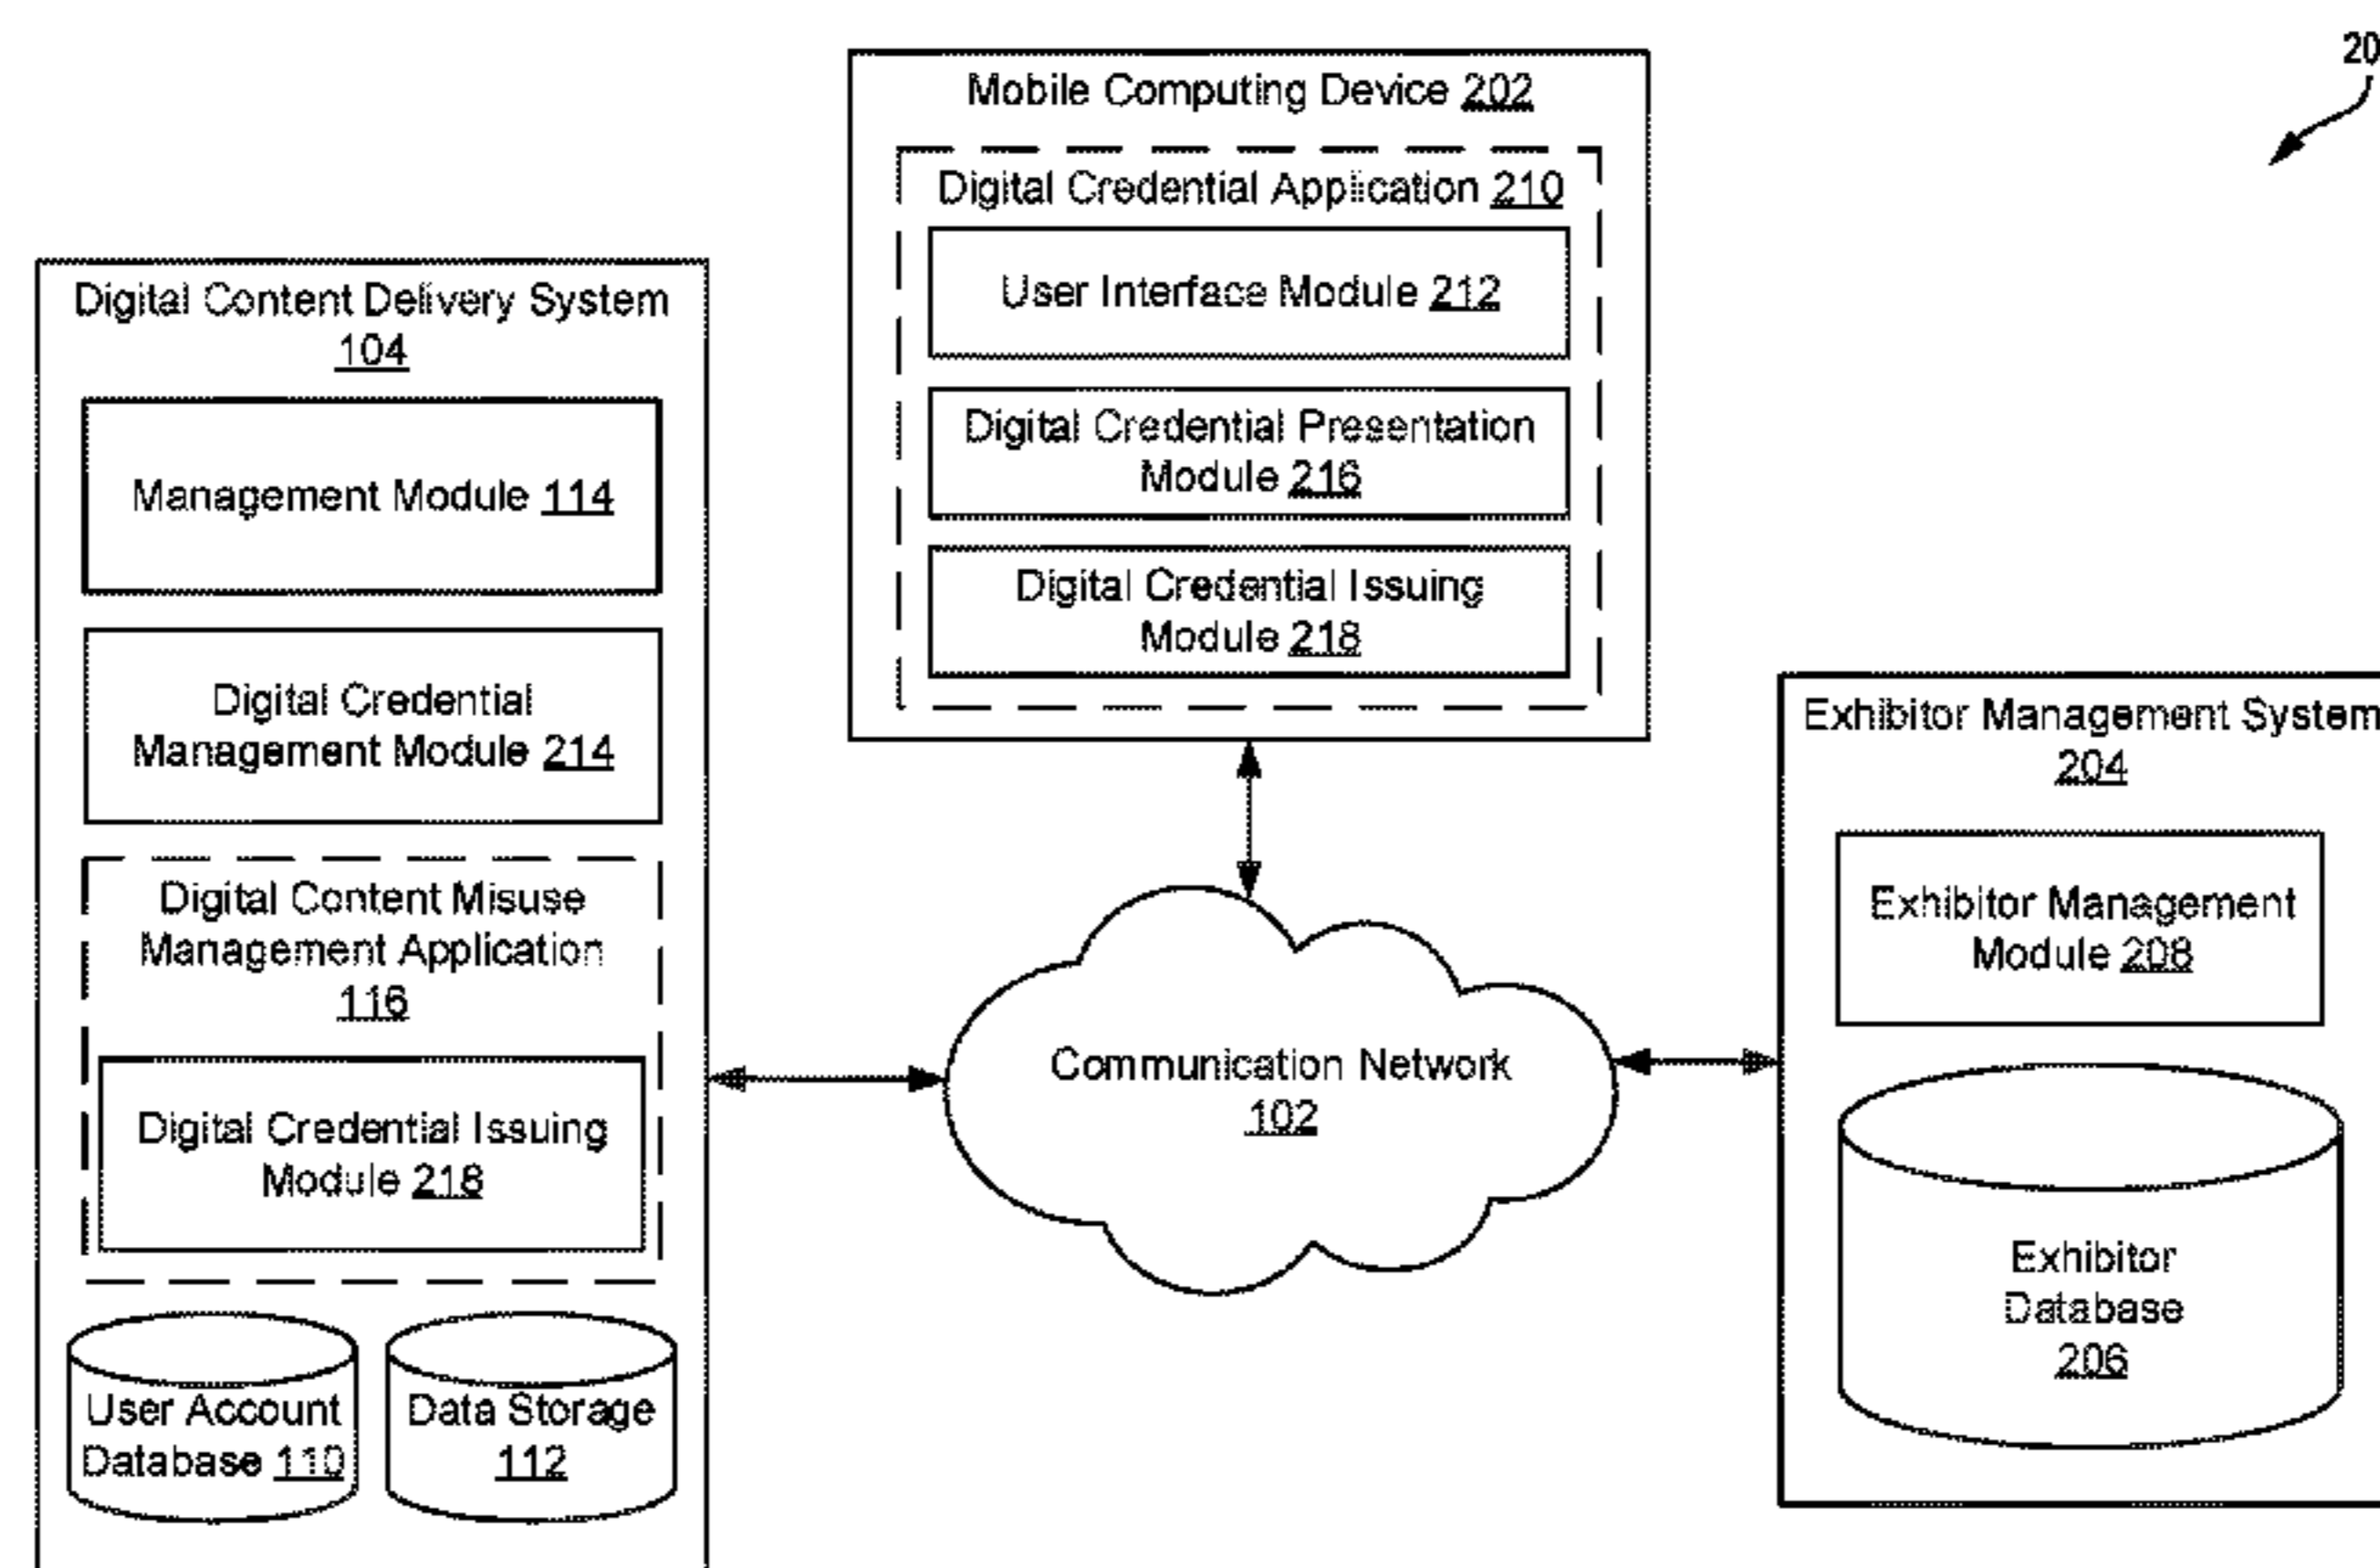 20
Mobile Computing Device 202
Digital Credential Application 210
User Interface Module 212
Digital Credential Presentation
Module 216
Digital Credential Issuing
Module 218
Digital Content Delivery System
104
Management Module 114
Digital Credential
Management Module 214
Digital Content Misuse
Management Application
116
Digital Credential Issuing
Module 218
User Account
Database 110
Data Storage
112
Communication Network
102
Exhibitor Management System
204
Exhibitor Management
Module 208
Exhibitor
Database
206